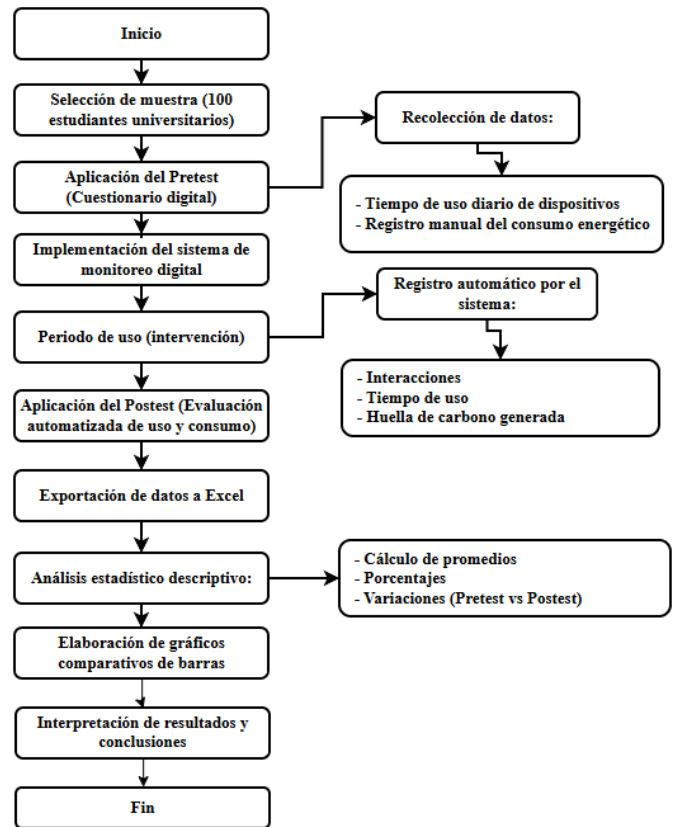 Inicio
Selección de muestra (100
estudiantes universitarios)
Recolección de datos:
Aplicación del Pretest
(Cuestionario digital)
- Tiempo de uso diario de dispositivos
- Registro manual del consumo energético
Implementación del sistema de
monitoreo digital
Registro automático por el
sistema:
Periodo de uso (intervención)
- Interacciones
- Tiempo de uso
- Huella de carbono generada
Aplicación del Postest (Evaluación
automatizada de uso y consumo)
Exportación de datos a Excel
Análisis estadístico descriptivo:
- Cálculo de promedios
- Porcentajes
- Variaciones (Pretest vs Postest)
Elaboración de gráficos
comparativos de barras
Interpretación de resultados y
conclusiones
Fin